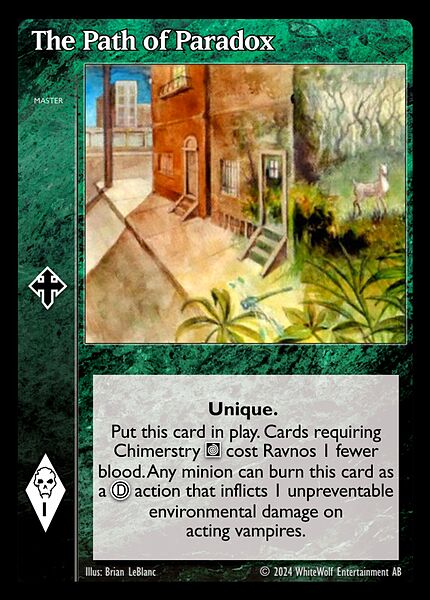 The Path of Paradox
MASTER
Unique.
Put this card in play. Cards requiring
Chimerstry cost Ravnos 1 fewer
blood. Any minion can burn this card as
a D action that inflicts 1 unpreventable
environmental damage on
acting vampires.
1
Illus: Brian LeBlanc
© 2024 WhiteWolf Entertainment AB